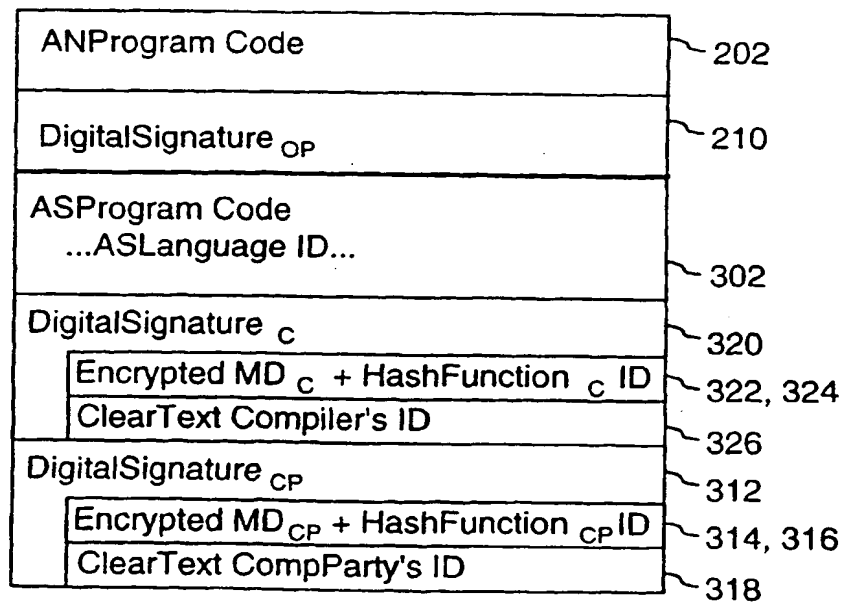 ANProgram Code
202
DigitalSignature OP
210
ASProgram Code
...ASLanguage ID...
302
DigitalSignature C
320
Encrypted MD C + HashFunction C ID
322, 324
ClearText Compiler's ID
326
DigitalSignature CP
312
Encrypted MD CP + HashFunction CP ID
314, 316
ClearText CompParty's ID
318